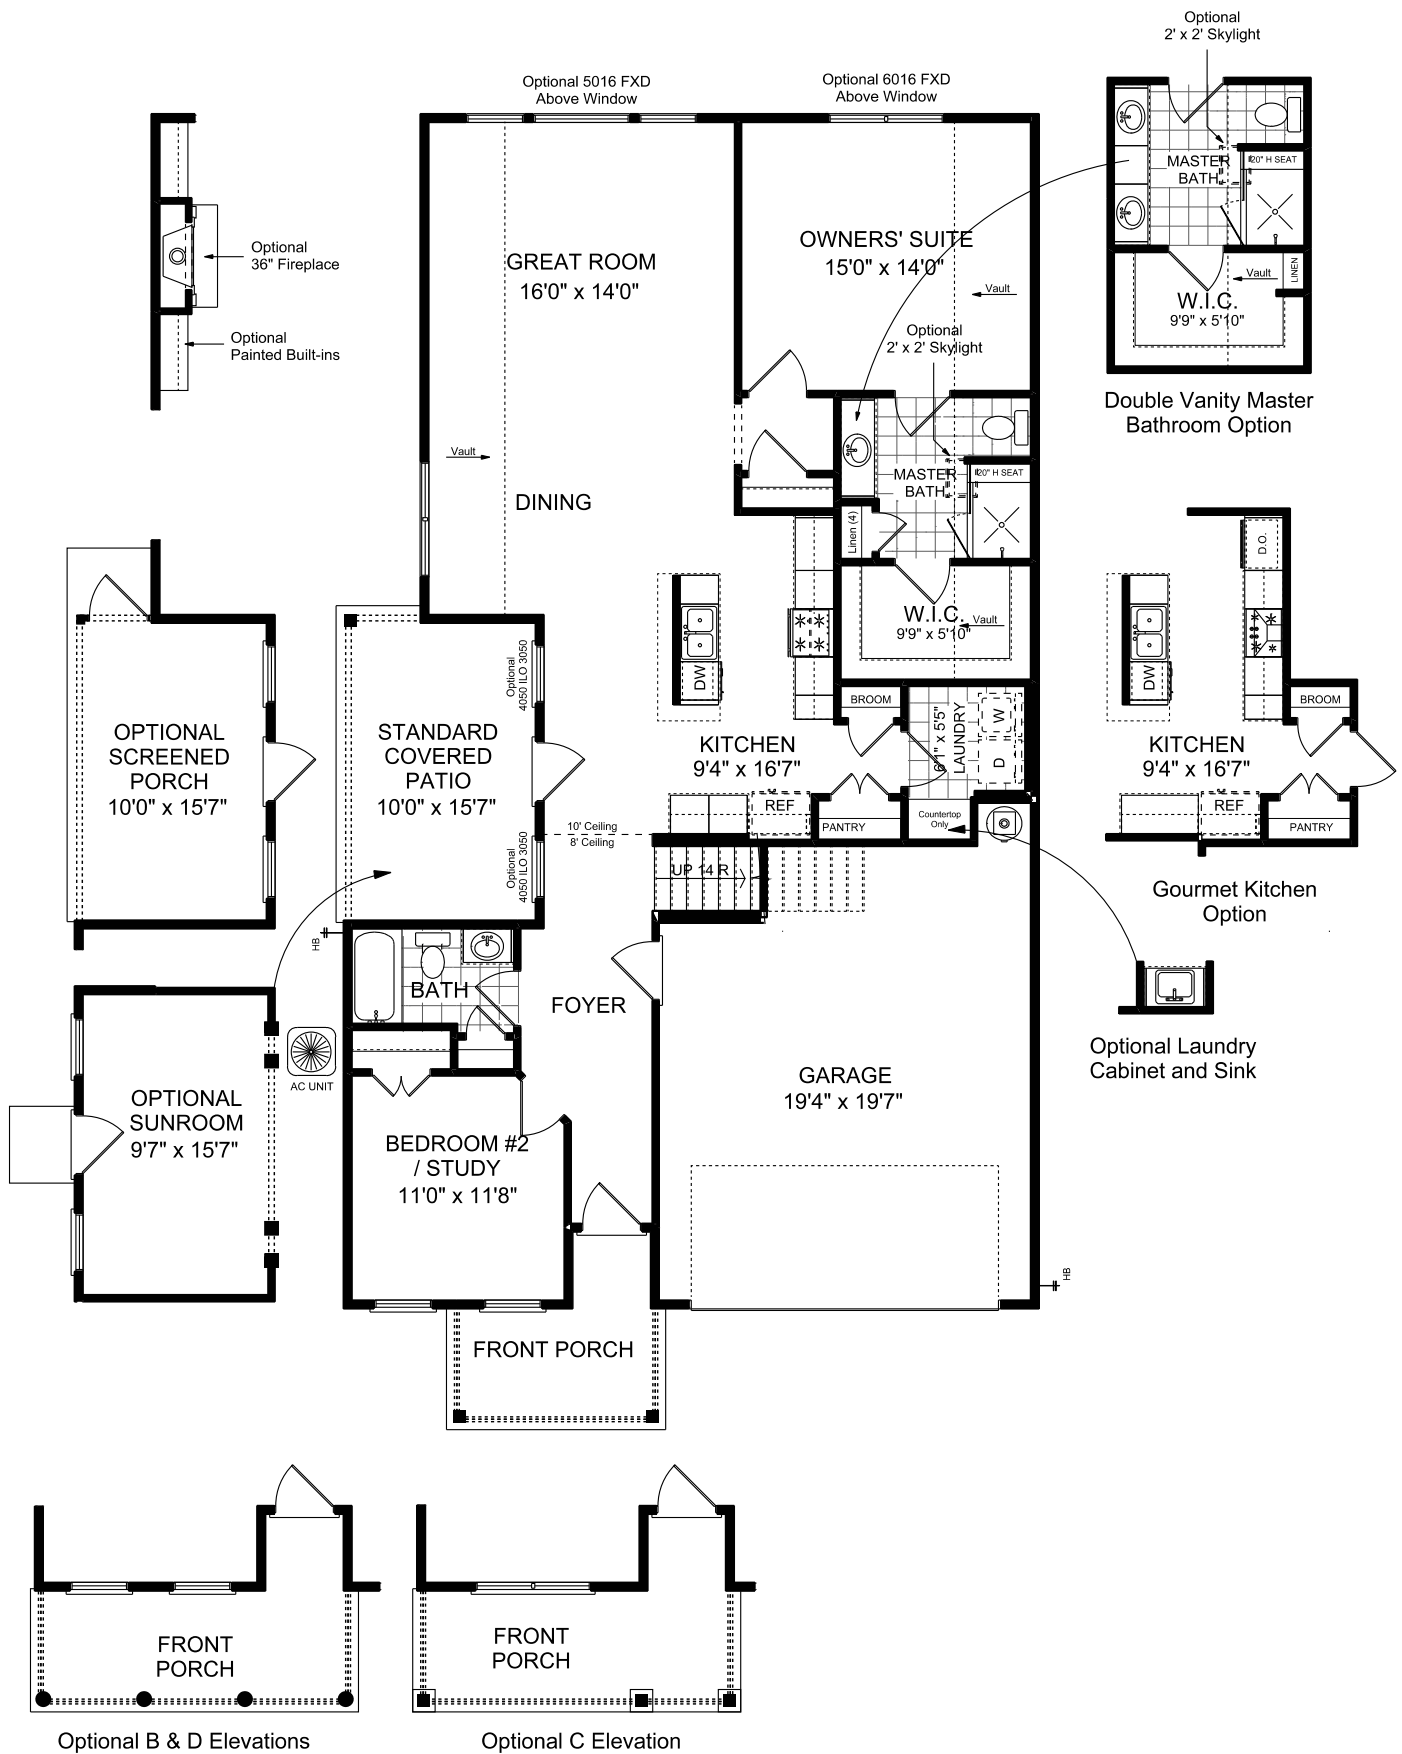 Optional
2' x 2' Skylight
Optional 5016 FXD
Above Window
Optional 6016 FXD
Above Window
MASTER
BATH
20" H SEAT
Vault
LINEN
W.I.C.
9'9" x 5'10"
Double Vanity Master
Bathroom Option
Optional
36" Fireplace
Optional
Painted Built-ins
GREAT ROOM
16'0" x 14'0"
OWNERS' SUITE
15'0" x 14'0"
Vault
Optional
2' x 2' Skylight
Vault
DINING
MASTER
BATH
20" H SEAT
Linen (4)
W.I.C.
9'9" x 5'10"
Vault
D.O.
DW
BROOM
KITCHEN
9'4" x 16'7"
REF
PANTRY
Gourmet Kitchen
Option
OPTIONAL
SCREENED
PORCH
10'0" x 15'7"
STANDARD
COVERED
PATIO
10'0" x 15'7"
Optional
4050 ILO 3050
Optional
4050 ILO 3050
DW
KITCHEN
9'4" x 16'7"
REF
BROOM
PANTRY
6'1" x 5'5"
LAUNDRY
W
D
Countertop
Only
10' Ceiling
8' Ceiling
UP 14 R
HB
BATH
FOYER
AC UNIT
OPTIONAL
SUNROOM
9'7" x 15'7"
BEDROOM #2
/ STUDY
11'0" x 11'8"
GARAGE
19'4" x 19'7"
Optional Laundry
Cabinet and Sink
HB
FRONT PORCH
FRONT
PORCH
Optional B & D Elevations
FRONT
PORCH
Optional C Elevation